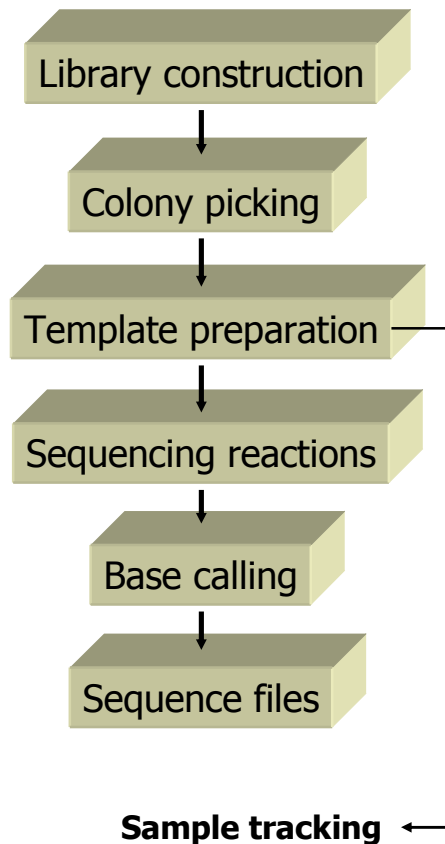 Library construction
Colony picking
Template preparation
Sequencing reactions
Base calling
Sequence files
Sample tracking